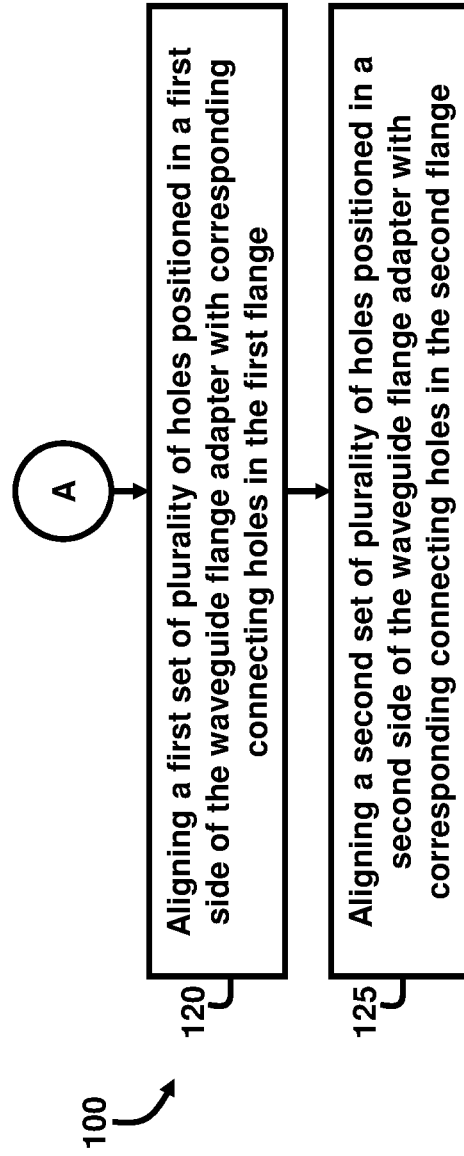 100
A
120
Aligning a first set of plurality of holes positioned in a first
side of the waveguide flange adapter with corresponding
connecting holes in the first flange
125
Aligning a second set of plurality of holes positioned in a
second side of the waveguide flange adapter with
corresponding connecting holes in the second flange